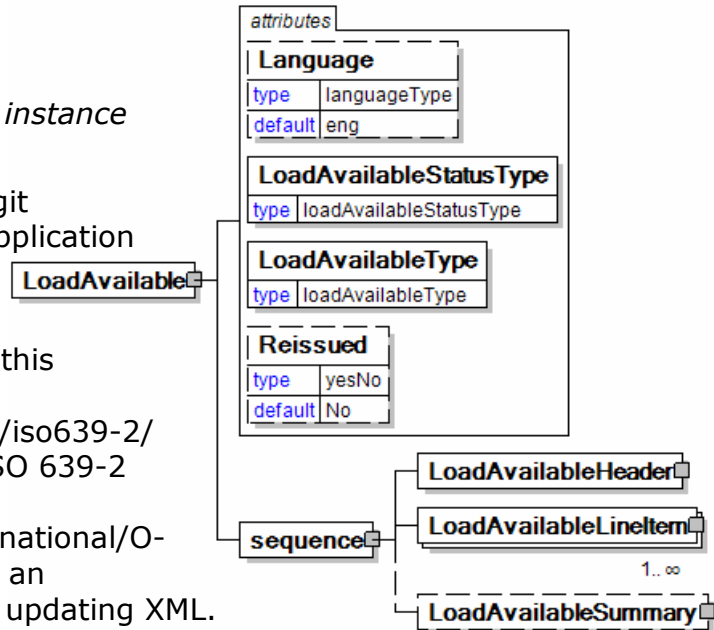 instance
git
pplication
this
/iso639-2/
SO 639-2
national/O-
an
updating XML.
LoadAvailable
attributes
Language
type languageType
default eng
LoadAvailableStatusType
type loadAvailableStatusType
LoadAvailableType
type loadAvailableType
Reissued
type yesNo
default No
sequence
LoadAvailableHeader
LoadAvailableLineItem
1.. ∞
LoadAvailableSummary